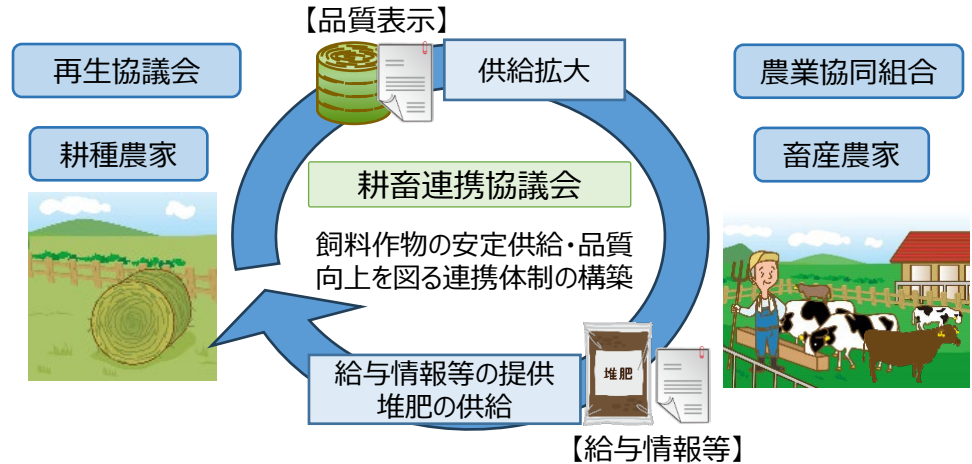 【品質表示】
再生協議会
供給拡大
農業協同組合
耕種農家
畜産農家
耕畜連携協議会
飼料作物の安定供給・品質
向上を図る連携体制の構築
給与情報等の提供
堆肥の供給
堆肥
【給与情報等】